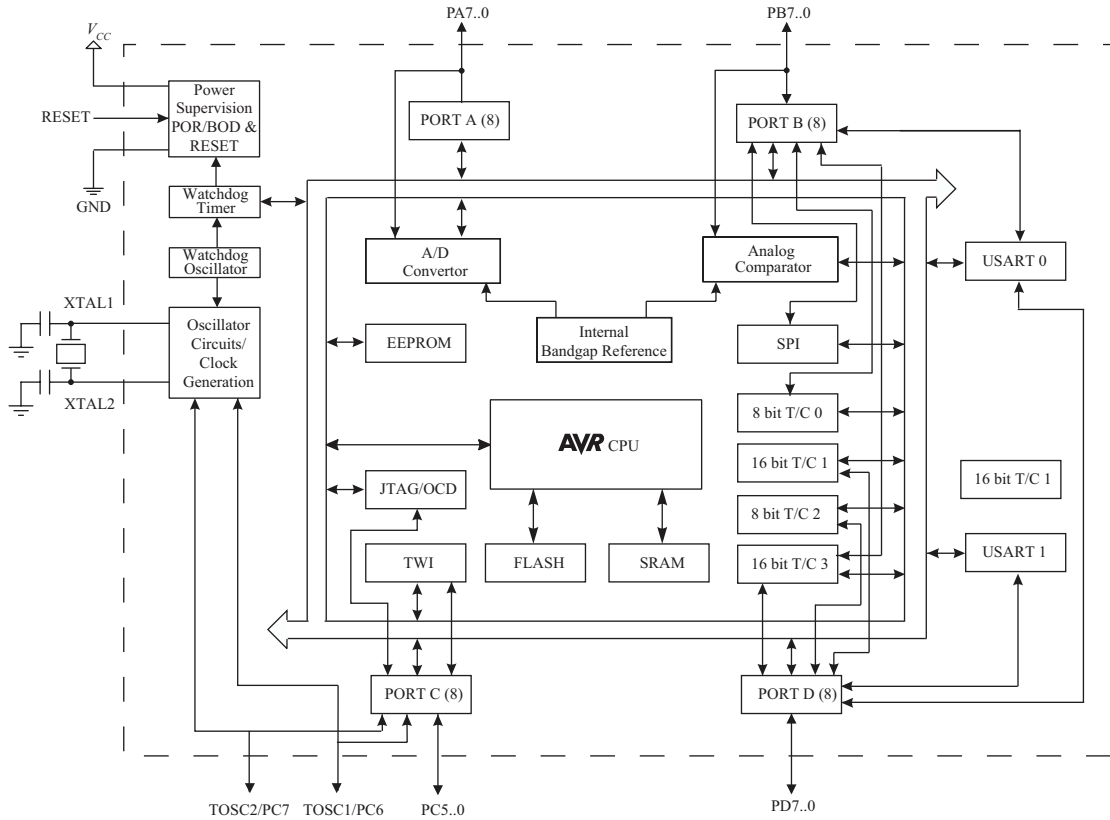 PA7..0
PB7..0
VCC
RESET
GND
Power
Supervision
POR/BOD &
RESET
PORT A (8)
PORT B (8)
Watchdog
Timer
Watchdog
Oscillator
A/D
Convertor
Analog
Comparator
USART 0
XTAL1
XTAL2
Oscillator
Circuits/
Clock
Generation
EEPROM
Internal
Bandgap Reference
SPI
8 bit T/C 0
AVR CPU
16 bit T/C 1
16 bit T/C 1
JTAG/OCD
8 bit T/C 2
TWI
FLASH
SRAM
16 bit T/C 3
USART 1
PORT C (8)
PORT D (8)
TOSC2/PC7
TOSC1/PC6
PC5..0
PD7..0